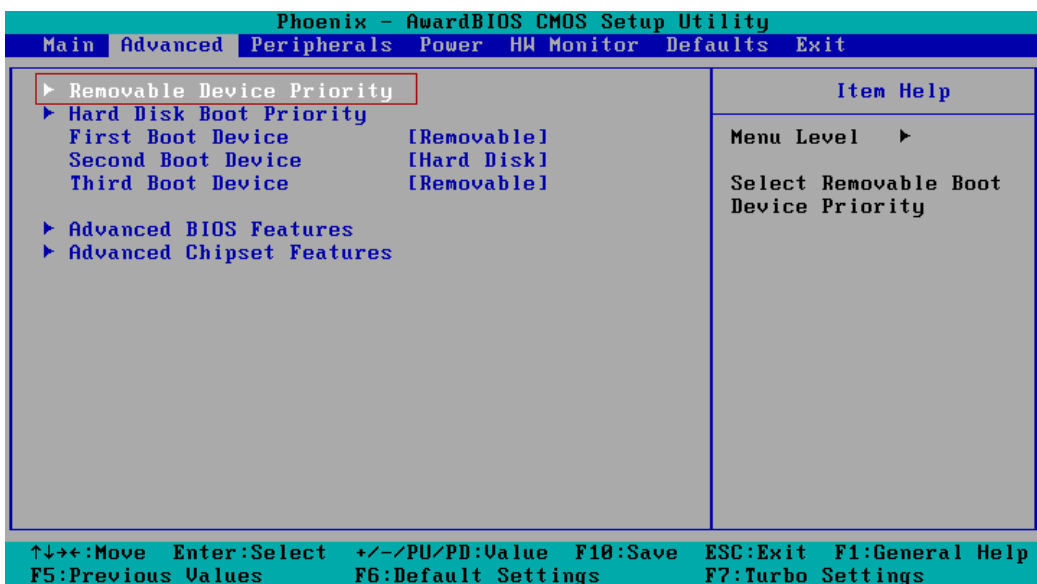 Phoenix - AwardBIOS CMOS Setup Utility
Main Advanced Peripherals Power HW Monitor Defaults Exit
▶ Removable Device Priority
▶ Hard Disk Boot Priority
First Boot Device [Removable]
Second Boot Device [Hard Disk]
Third Boot Device [Removable]
▶ Advanced BIOS Features
▶ Advanced Chipset Features
Item Help
Menu Level ▶
Select Removable Boot
Device Priority
↑↓→←:Move Enter:Select +/-/PU/PD:Value F10:Save ESC:Exit F1:General Help
F5:Previous Values F6:Default Settings F7:Turbo Settings